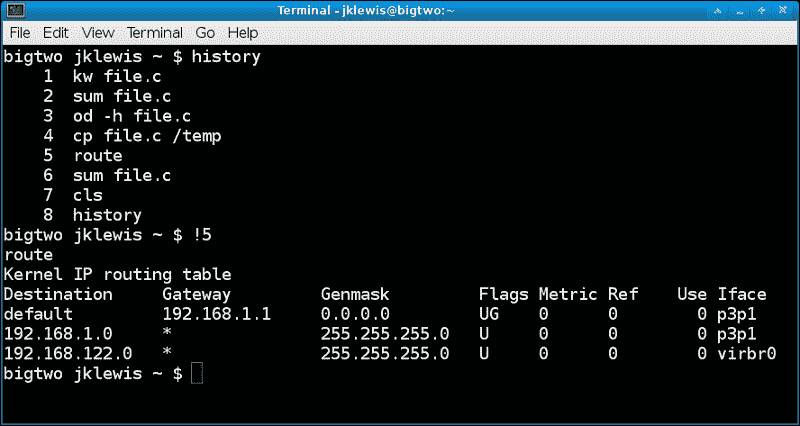 Terminal - jklewis@bigtwo:~
File Edit View Terminal Go Help
bigtwo jklewis ~ $ history
    1  kw file.c
    2  sum file.c
    3  od -h file.c
    4  cp file.c /temp
    5  route
    6  sum file.c
    7  cls
    8  history
bigtwo jklewis ~ $ !5
route
Kernel IP routing table
Destination     Gateway         Genmask         Flags Metric Ref    Use Iface
default         192.168.1.1     0.0.0.0         UG    0      0        0 p3p1
192.168.1.0     *               255.255.255.0   U     0      0        0 p3p1
192.168.122.0   *               255.255.255.0   U     0      0        0 virbr0
bigtwo jklewis ~ $